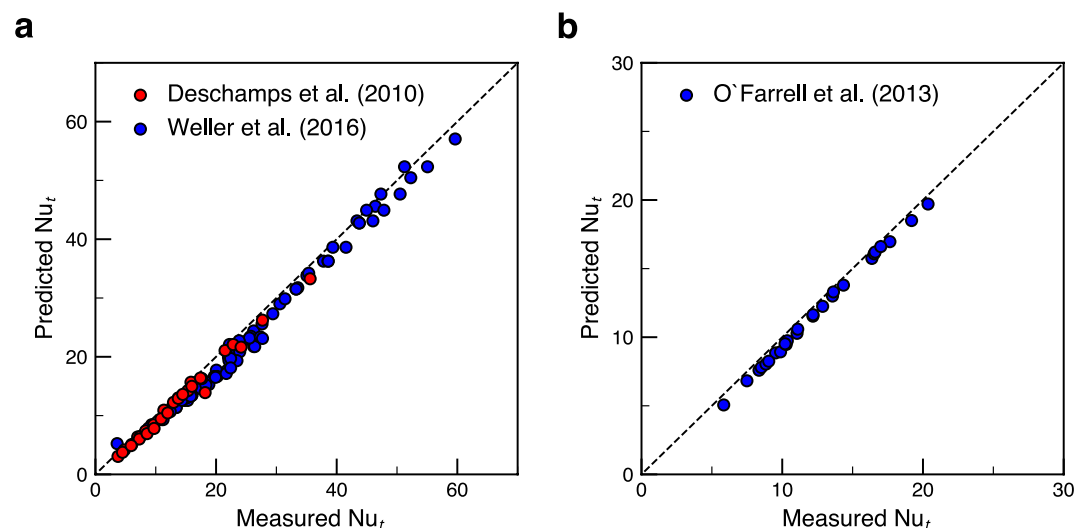 a
Deschamps et al. (2010)
Weller et al. (2016)
60
40
20
0
Predicted Nu_t
0 20 40 60
Measured Nu_t
b
O`Farrell et al. (2013)
30
20
10
0
Predicted Nu_t
0 10 20 30
Measured Nu_t